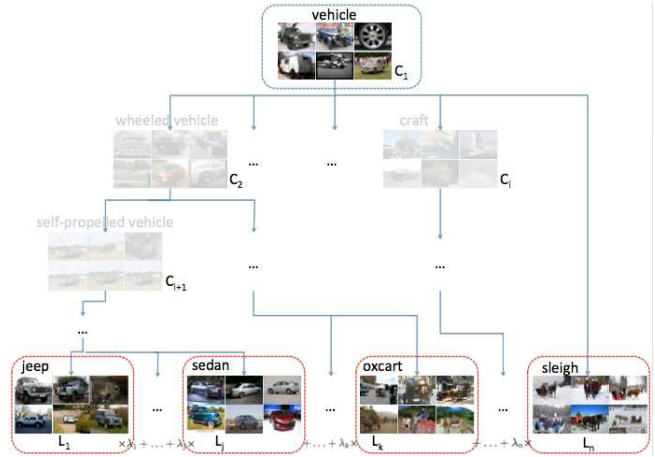 vehicle
C1
wheeled vehicle
craft
...
...
C2
Ci
self-propelled vehicle
...
...
Ci+1
...
jeep
sedan
oxcart
sleigh
...
...
...
L1 ×λ1 + ... + λj× Lj + ... + λk× Lk + ... + λn× Ln